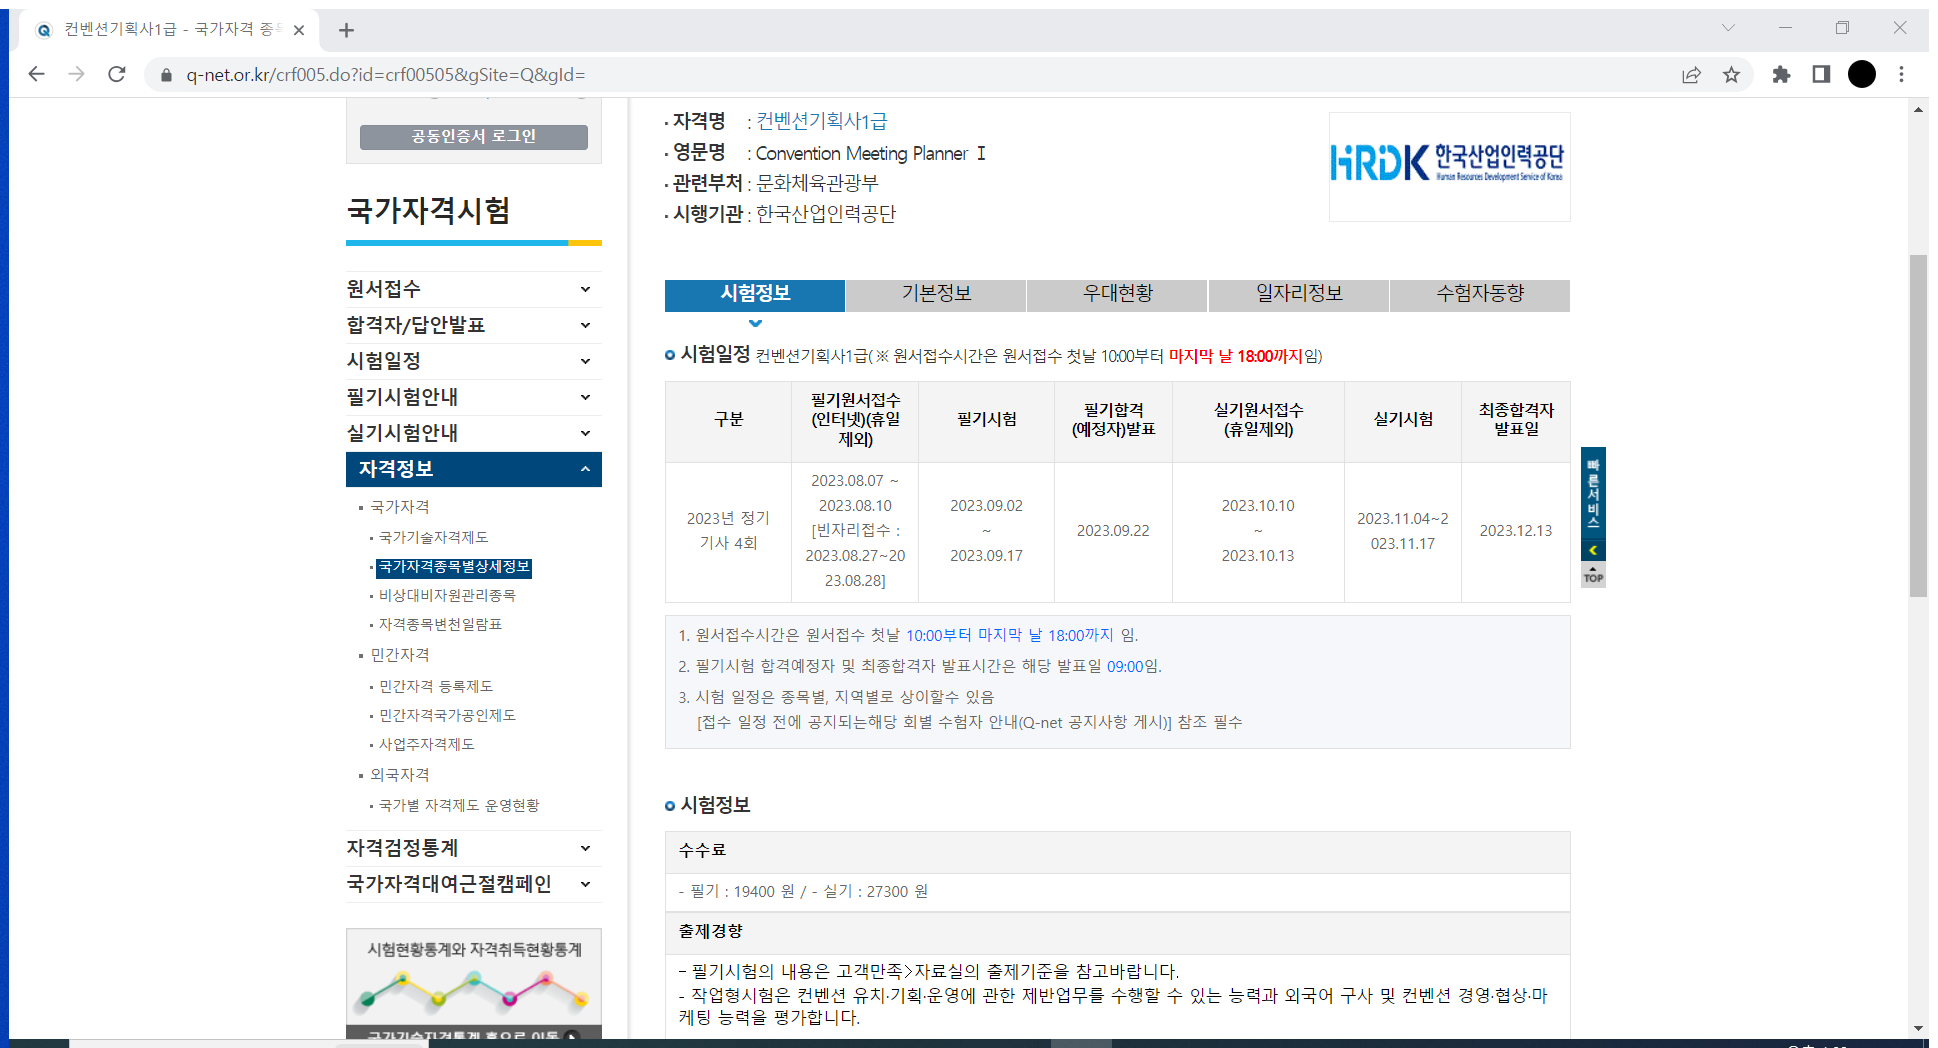 컨벤션기획사1급 - 국가자격 종
q-net.or.kr/crf005.do?id=crf00505&gSite=Q&gId=
공동인증서 로그인
국가자격시험
원서접수
합격자/답안발표
시험일정
필기시험안내
실기시험안내
자격정보
국가자격
국가기술자격제도
국가자격종목별상세정보
비상대비자원관리종목
자격종목변천일람표
민간자격
민간자격 등록제도
민간자격국가공인제도
사업주자격제도
외국자격
국가별 자격제도 운영현황
자격검정통계
국가자격대여근절캠페인
시험현황통계와 자격취득현황통계
자격명 : 컨벤션기획사1급
영문명 : Convention Meeting Planner Ⅰ
관련부처 : 문화체육관광부
시행기관 : 한국산업인력공단
HRDK 한국산업인력공단
Human Resources Development Service of Korea
시험정보 기본정보 우대현황 일자리정보 수험자동향
시험일정 컨벤션기획사1급(※ 원서접수시간은 원서접수 첫날 10:00부터 마지막 날 18:00까지임)
구분
필기원서접수
(인터넷)(휴일
제외)
필기시험
필기합격
(예정자)발표
실기원서접수
(휴일제외)
실기시험
최종합격자
발표일
2023년 정기
기사 4회
2023.08.07 ~
2023.08.10
[빈자리접수 :
2023.08.27~20
23.08.28]
2023.09.02
~
2023.09.17
2023.09.22
2023.10.10
~
2023.10.13
2023.11.04~2
023.11.17
2023.12.13
1. 원서접수시간은 원서접수 첫날 10:00부터 마지막 날 18:00까지 임.
2. 필기시험 합격예정자 및 최종합격자 발표시간은 해당 발표일 09:00임.
3. 시험 일정은 종목별, 지역별로 상이할수 있음
[접수 일정 전에 공지되는해당 회별 수험자 안내(Q-net 공지사항 게시)] 참조 필수
시험정보
수수료
- 필기 : 19400 원 / - 실기 : 27300 원
출제경향
- 필기시험의 내용은 고객만족>자료실의 출제기준을 참고바랍니다.
- 작업형시험은 컨벤션 유치·기획·운영에 관한 제반업무를 수행할 수 있는 능력과 외국어 구사 및 컨벤션 경영·협상·마
케팅 능력을 평가합니다.
빠른서비스
TOP